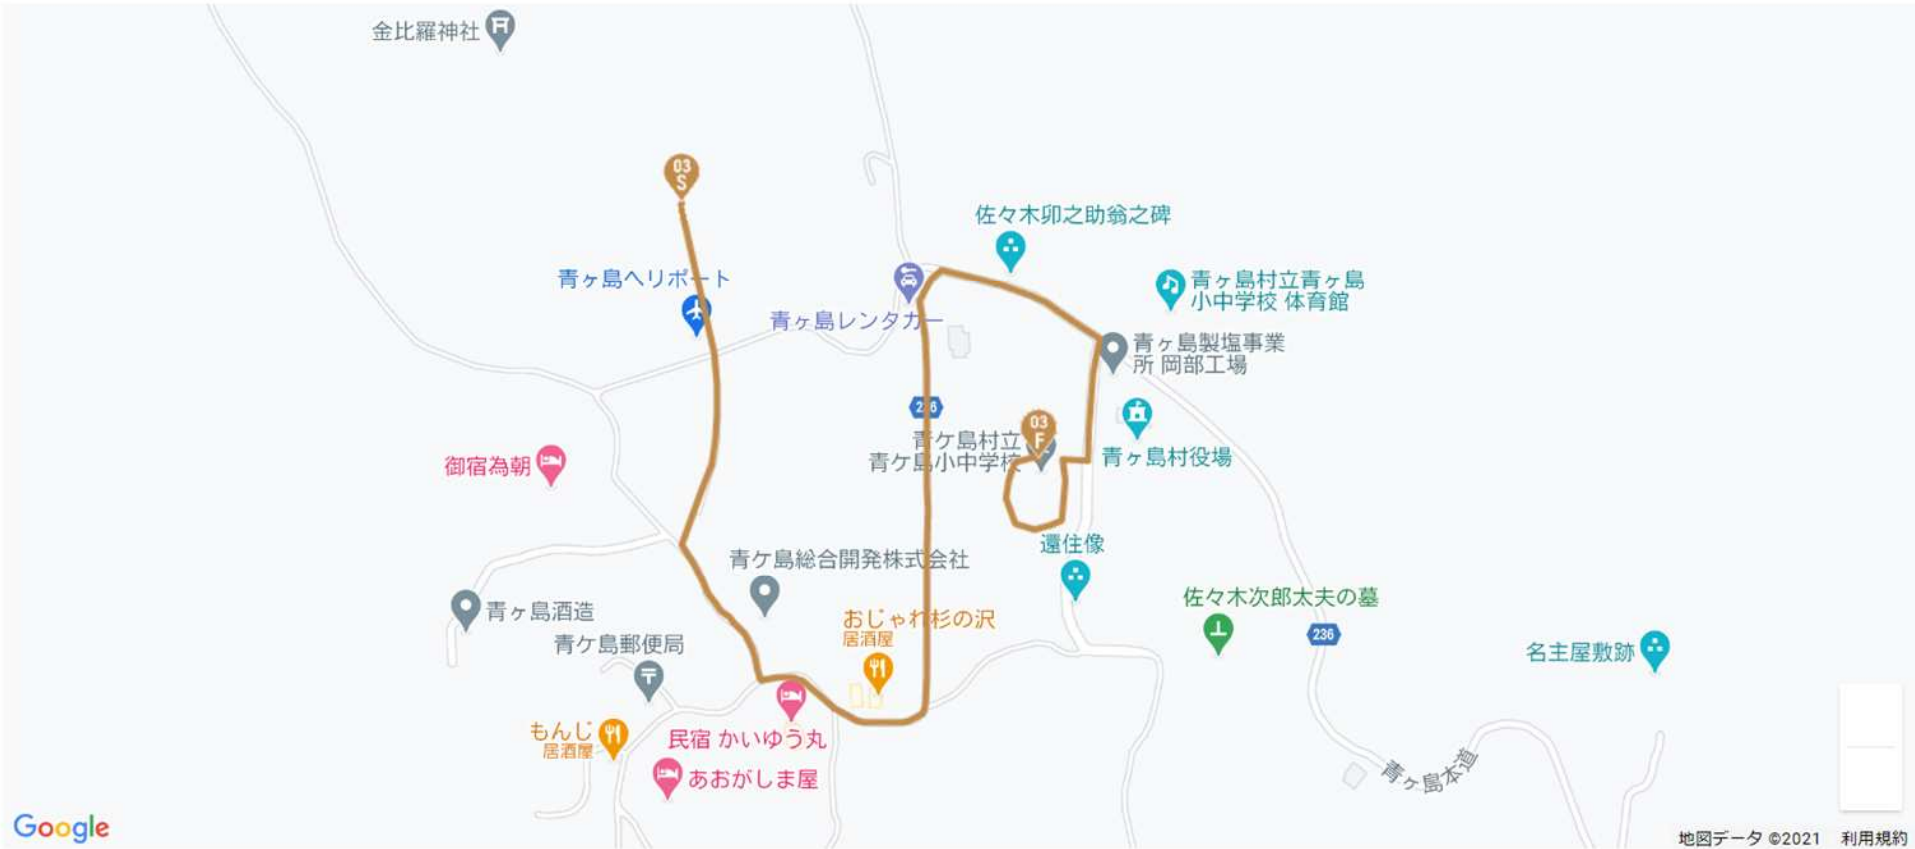 金比羅神社
03
S
佐々木卯之助翁之碑
青ヶ島ヘリポート
青ヶ島村立青ヶ島
小中学校 体育館
青ヶ島レンタカー
青ヶ島製塩事業
所 岡部工場
236
03
F
青ケ島村立
青ケ島小中学校
青ヶ島村役場
御宿為朝
還住像
青ケ島総合開発株式会社
佐々木次郎太夫の墓
青ヶ島酒造
おじゃれ杉の沢
居酒屋
236
青ケ島郵便局
名主屋敷跡
もんじ
居酒屋
民宿 かいゆう丸
あおがしま屋
青ヶ島本道
Google
地図データ ©2021 利用規約